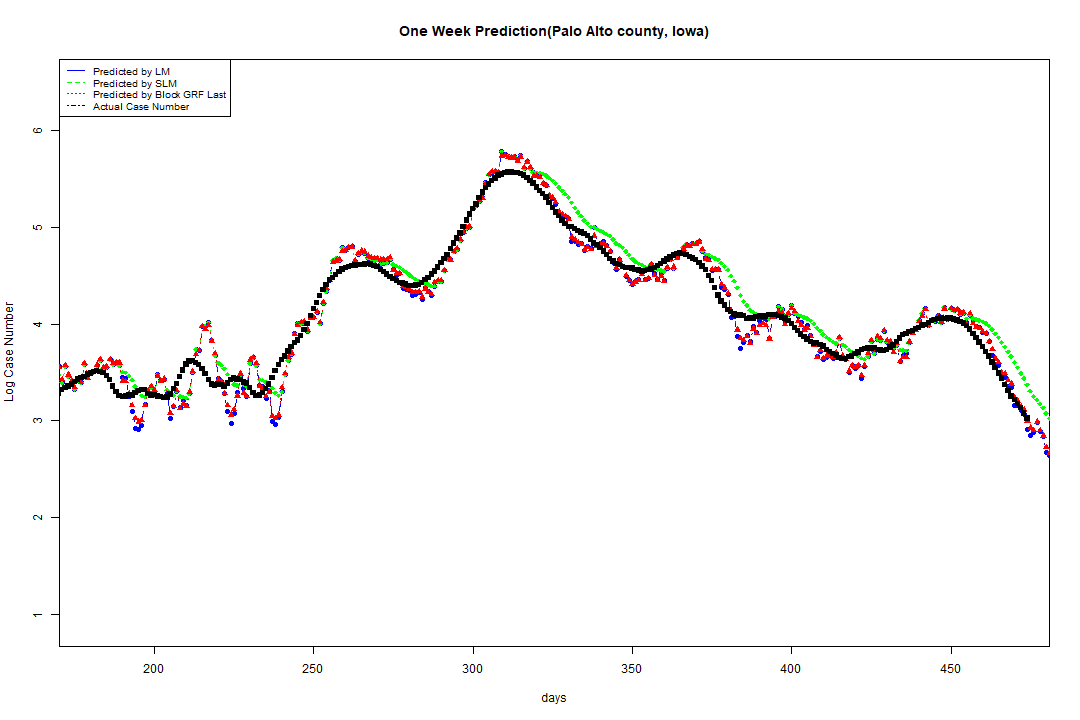 One Week Prediction(Palo Alto county, Iowa)
Predicted by LM
Predicted by SLM
Predicted by Block GRF Last
Actual Case Number
Log Case Number
6
5
4
3
2
1
200 250 300 350 400 450
days